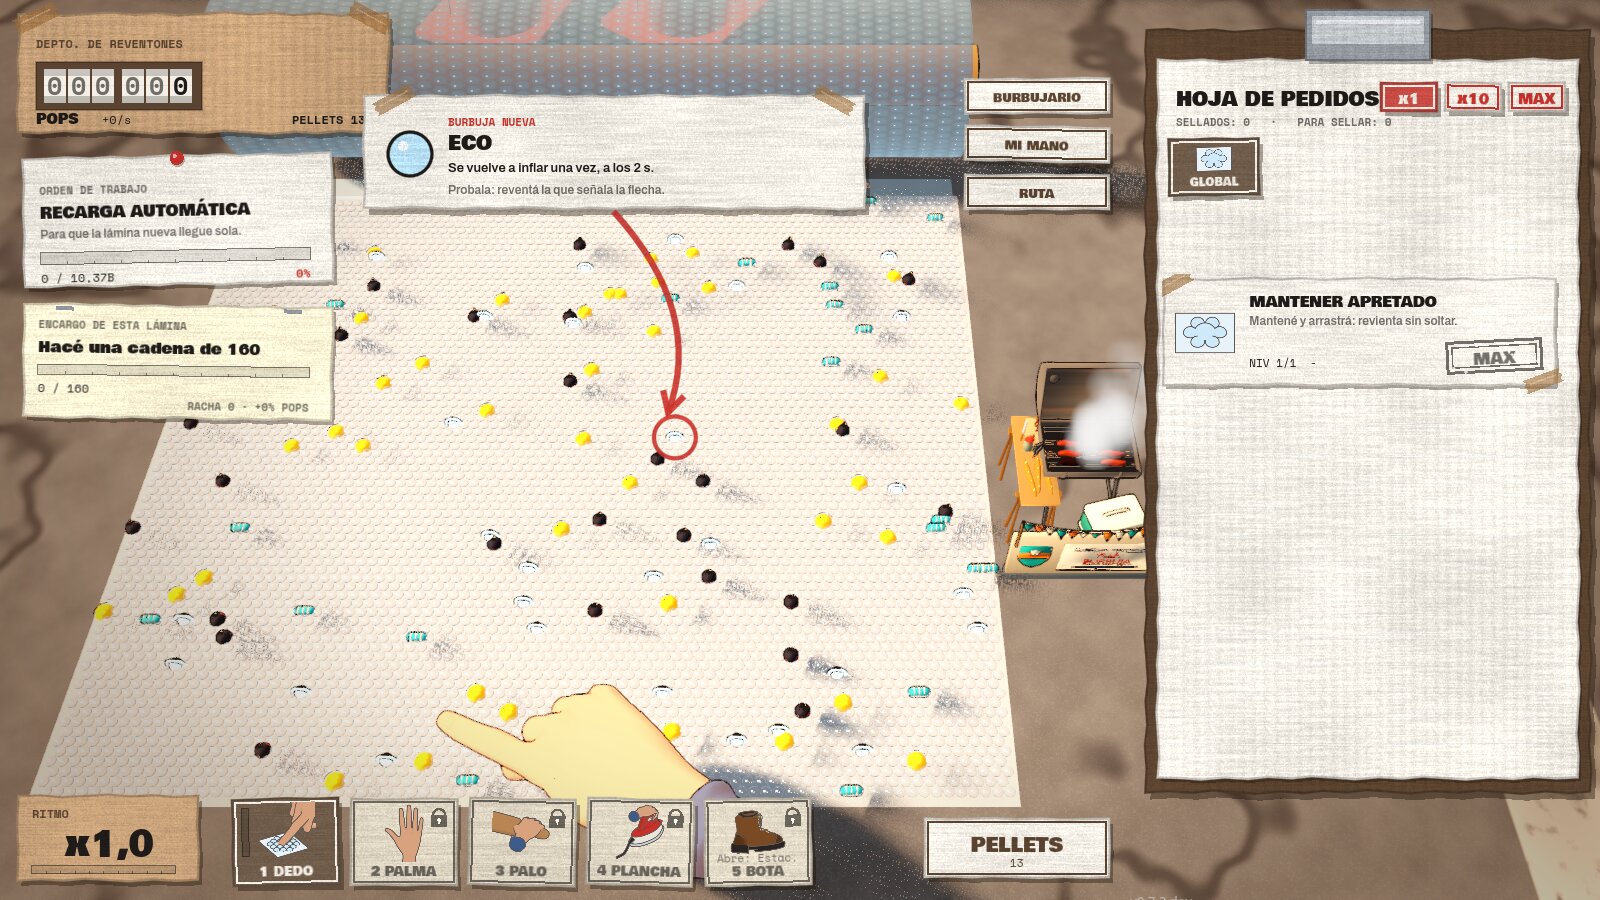 DEPTO. DE REVENTONES
000 000
POPS +0/s PELLETS 13
ORDEN DE TRABAJO
RECARGA AUTOMÁTICA
Para que la lámina nueva llegue sola.
0 / 10.37B 0%
ENCARGO DE ESTA LÁMINA
Hacé una cadena de 160
0 / 160
RACHA 0 · +0% POPS
BURBUJA NUEVA
ECO
Se vuelve a inflar una vez, a los 2 s.
Probala: reventá la que señala la flecha.
BURBUJARIO
MI MANO
RUTA
HOJA DE PEDIDOS x1 x10 MAX
SELLADOS: 0 · PARA SELLAR: 0
GLOBAL
MANTENER APRETADO
Mantené y arrastrá: revienta sin soltar.
NIV 1/1 -
MAX
RITMO
x1,0
1 DEDO
2 PALMA
3 PALO
4 PLANCHA
Abre: Estac.
5 BOTA
PELLETS
13